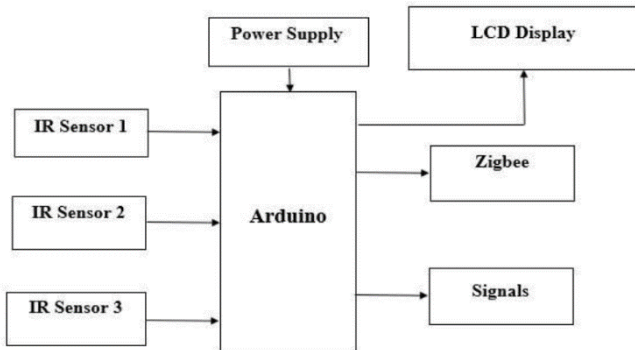 Power Supply
LCD Display
IR Sensor 1
Zigbee
IR Sensor 2
Arduino
Signals
IR Sensor 3